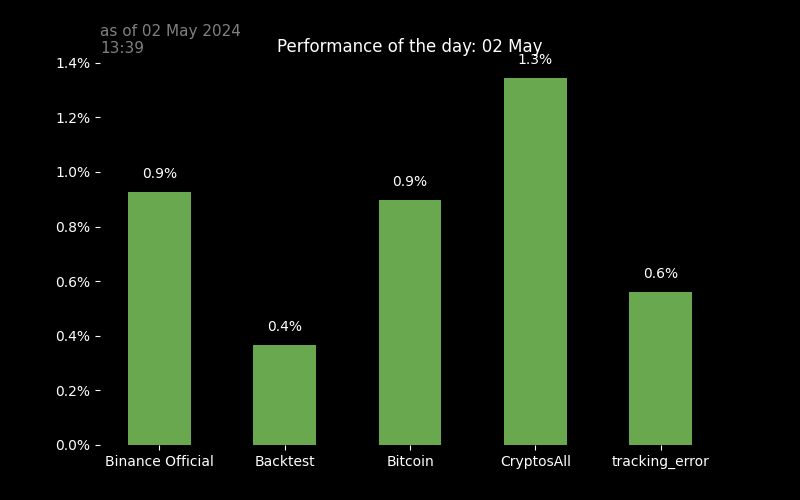 as of 02 May 2024
13:39
Performance of the day: 02 May
1.4%
1.2%
1.0%
0.8%
0.6%
0.4%
0.2%
0.0%
0.9%
0.4%
0.9%
1.3%
0.6%
Binance Official
Backtest
Bitcoin
CryptosAll
tracking_error